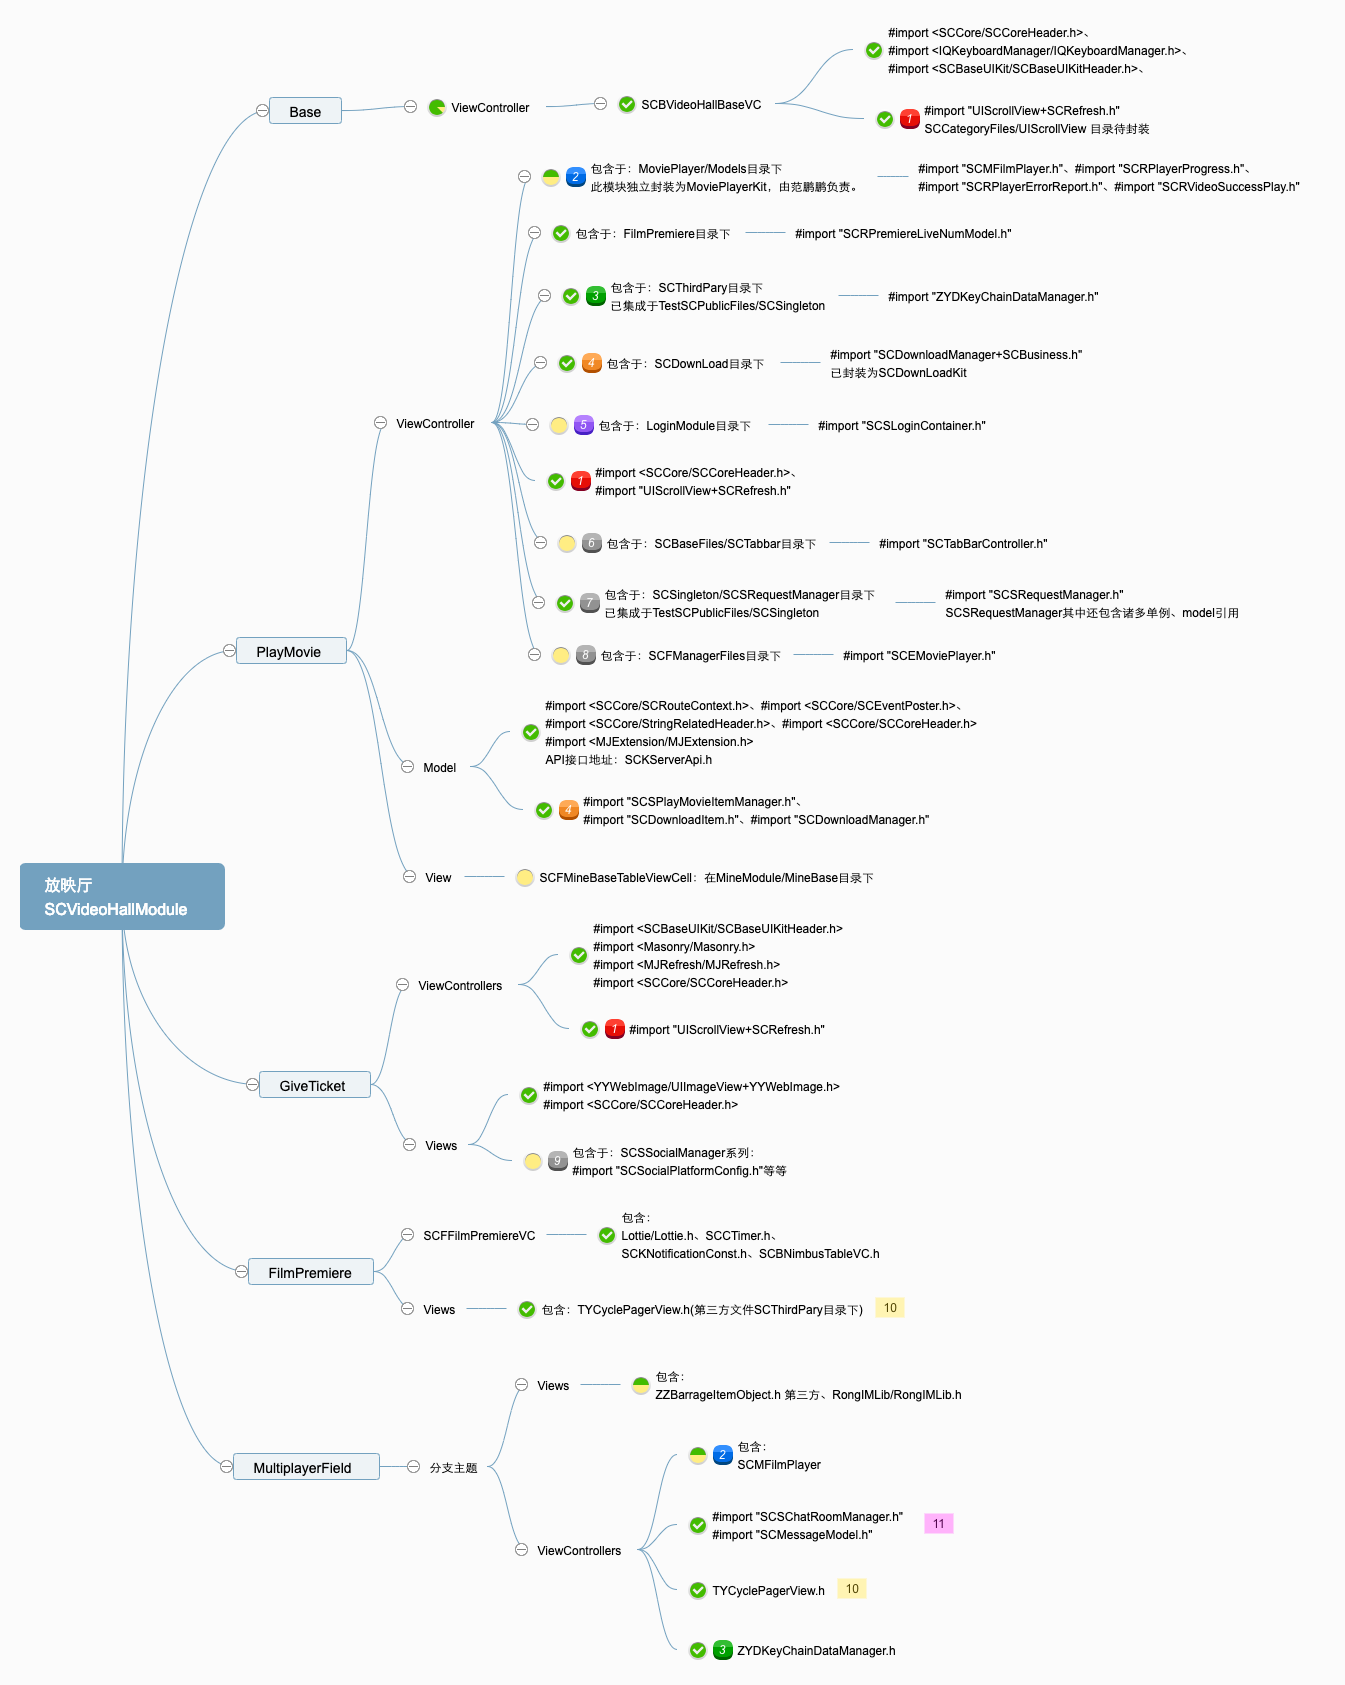 放映厅
SCVideoHallModule
Base
ViewController
SCBVideoHallBaseVC
#import <SCCore/SCCoreHeader.h>、
#import <IQKeyboardManager/IQKeyboardManager.h>、
#import <SCBaseUIKit/SCBaseUIKitHeader.h>、
1
#import "UIScrollView+SCRefresh.h"
SCCategoryFiles/UIScrollView 目录待封装
PlayMovie
ViewController
2
包含于：MoviePlayer/Models目录下
此模块独立封装为MoviePlayerKit，由范鹏鹏负责。
#import "SCMFilmPlayer.h"、#import "SCRPlayerProgress.h"、
#import "SCRPlayerErrorReport.h"、#import "SCRVideoSuccessPlay.h"
包含于：FilmPremiere目录下
#import "SCRPremiereLiveNumModel.h"
3
包含于：SCThirdPary目录下
已集成于TestSCPublicFiles/SCSingleton
#import "ZYDKeyChainDataManager.h"
4
包含于：SCDownLoad目录下
#import "SCDownloadManager+SCBusiness.h"
已封装为SCDownLoadKit
5
包含于：LoginModule目录下
#import "SCSLoginContainer.h"
1
#import <SCCore/SCCoreHeader.h>、
#import "UIScrollView+SCRefresh.h"
6
包含于：SCBaseFiles/SCTabbar目录下
#import "SCTabBarController.h"
7
包含于：SCSingleton/SCSRequestManager目录下
已集成于TestSCPublicFiles/SCSingleton
#import "SCSRequestManager.h"
SCSRequestManager其中还包含诸多单例、model引用
8
包含于：SCFManagerFiles目录下
#import "SCEMoviePlayer.h"
Model
#import <SCCore/SCRouteContext.h>、#import <SCCore/SCEventPoster.h>、
#import <SCCore/StringRelatedHeader.h>、#import <SCCore/SCCoreHeader.h>
#import <MJExtension/MJExtension.h>
API接口地址：SCKServerApi.h
4
#import "SCSPlayMovieItemManager.h"、
#import "SCDownloadItem.h"、#import "SCDownloadManager.h"
View
SCFMineBaseTableViewCell：在MineModule/MineBase目录下
GiveTicket
ViewControllers
#import <SCBaseUIKit/SCBaseUIKitHeader.h>
#import <Masonry/Masonry.h>
#import <MJRefresh/MJRefresh.h>
#import <SCCore/SCCoreHeader.h>
1
#import "UIScrollView+SCRefresh.h"
Views
#import <YYWebImage/UIImageView+YYWebImage.h>
#import <SCCore/SCCoreHeader.h>
9
包含于：SCSSocialManager系列：
#import "SCSocialPlatformConfig.h"等等
FilmPremiere
SCFFilmPremiereVC
包含：
Lottie/Lottie.h、SCCTimer.h、
SCKNotificationConst.h、SCBNimbusTableVC.h
Views
包含：TYCyclePagerView.h(第三方文件SCThirdPary目录下)
10
MultiplayerField
分支主题
Views
包含：
ZZBarrageItemObject.h 第三方、RongIMLib/RongIMLib.h
ViewControllers
2
包含：
SCMFilmPlayer
#import "SCSChatRoomManager.h"
#import "SCMessageModel.h"
11
TYCyclePagerView.h
10
3
ZYDKeyChainDataManager.h